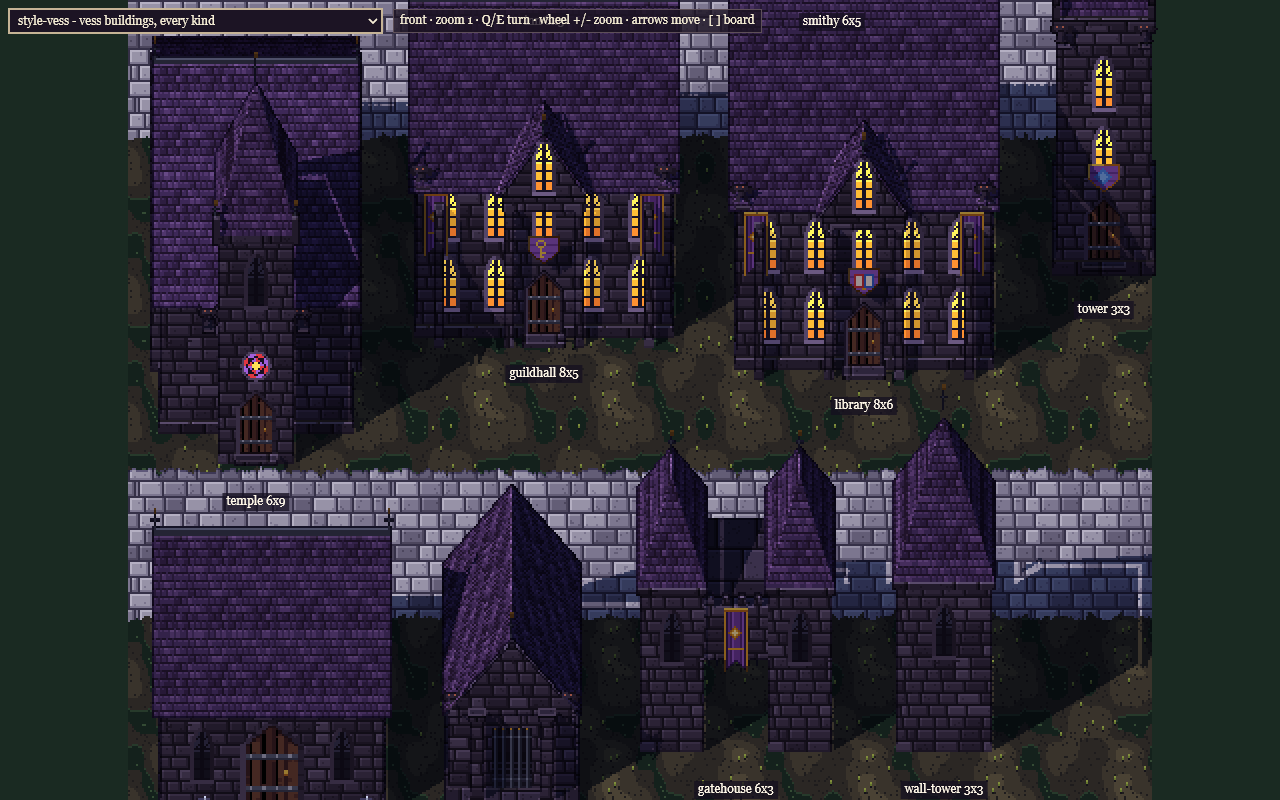 style-vess - vess buildings, every kind
front · zoom 1 · Q/E turn · wheel +/- zoom · arrows move · [ ] board
smithy 6x5
tower 3x3
guildhall 8x5
library 8x6
temple 6x9
gatehouse 6x3
wall-tower 3x3